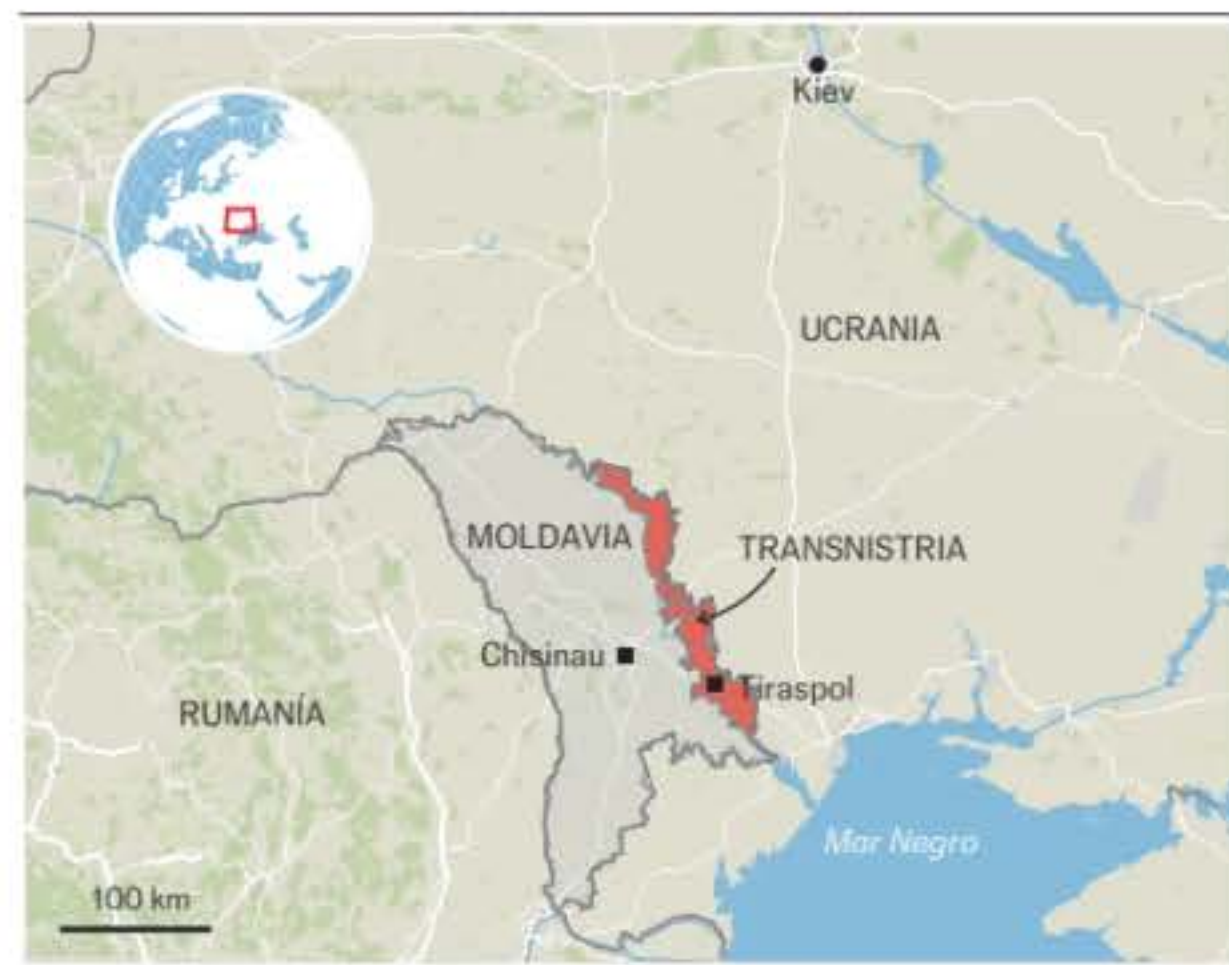 Kiev
UCRANIA
MOLDAVIA
TRANSNISTRIA
Chisinau
Tiraspol
RUMANÍA
Mar Negro
100 km